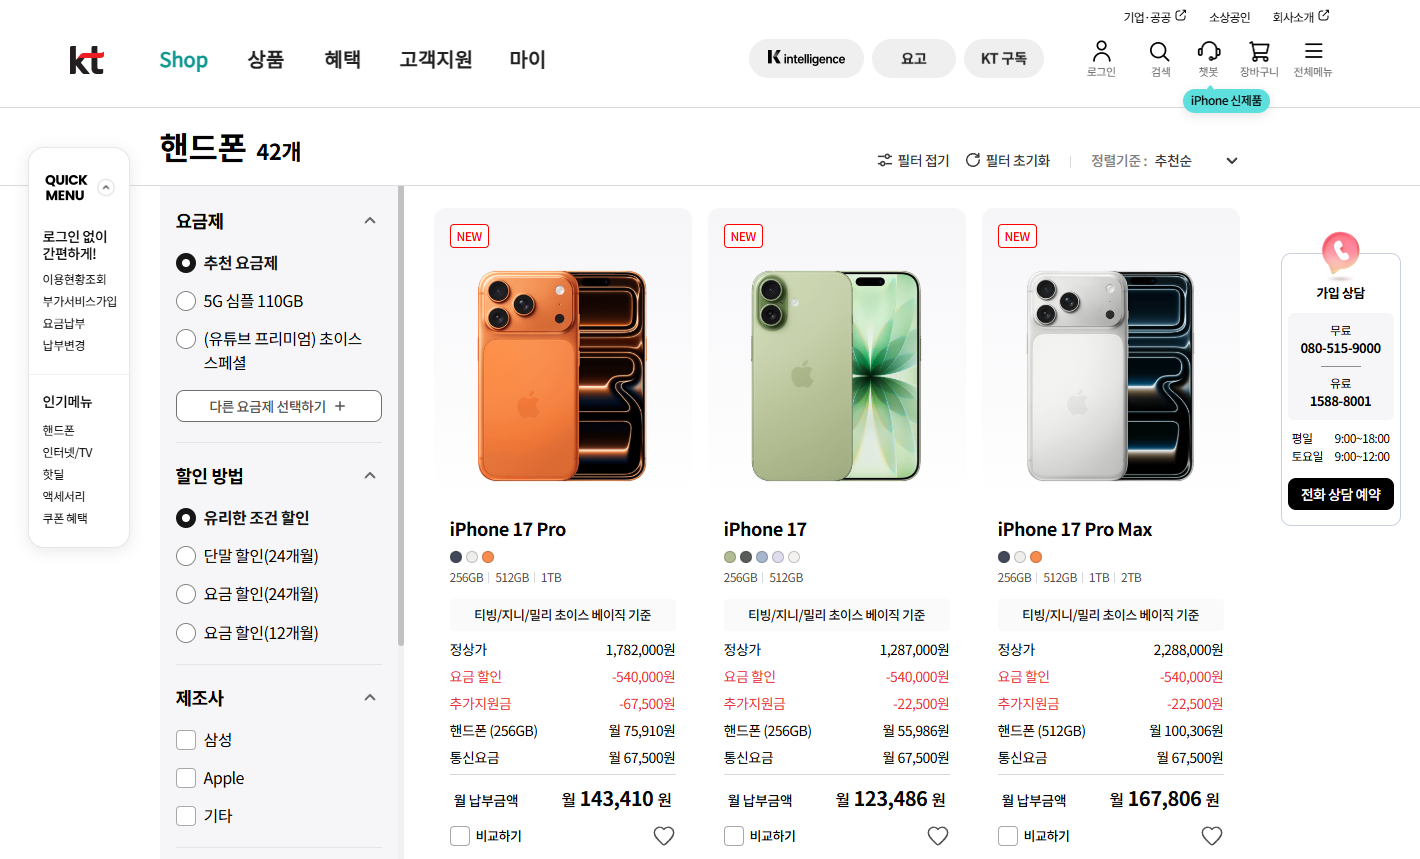 기업·공공
소상공인
회사소개
kt
Shop
상품
혜택
고객지원
마이
K intelligence
요고
KT 구독
로그인
검색
챗봇
장바구니
전체메뉴
iPhone 신제품
핸드폰 42개
필터 접기
필터 초기화
정렬기준 : 추천순
QUICK
MENU
로그인 없이
간편하게!
이용현황조회
부가서비스가입
요금납부
납부변경
인기메뉴
핸드폰
인터넷/TV
핫딜
액세서리
쿠폰 혜택
요금제
추천 요금제
5G 심플 110GB
(유튜브 프리미엄) 초이스
스페셜
다른 요금제 선택하기 +
할인 방법
유리한 조건 할인
단말 할인(24개월)
요금 할인(24개월)
요금 할인(12개월)
제조사
삼성
Apple
기타
NEW
iPhone 17 Pro
256GB 512GB 1TB
티빙/지니/밀리 초이스 베이직 기준
정상가 1,782,000원
요금 할인 -540,000원
추가지원금 -67,500원
핸드폰 (256GB) 월 75,910원
통신요금 월 67,500원
월 납부금액 월 143,410 원
비교하기
NEW
iPhone 17
256GB 512GB
티빙/지니/밀리 초이스 베이직 기준
정상가 1,287,000원
요금 할인 -540,000원
추가지원금 -22,500원
핸드폰 (256GB) 월 55,986원
통신요금 월 67,500원
월 납부금액 월 123,486 원
비교하기
NEW
iPhone 17 Pro Max
256GB 512GB 1TB 2TB
티빙/지니/밀리 초이스 베이직 기준
정상가 2,288,000원
요금 할인 -540,000원
추가지원금 -22,500원
핸드폰 (512GB) 월 100,306원
통신요금 월 67,500원
월 납부금액 월 167,806 원
비교하기
가입 상담
무료
080-515-9000
유료
1588-8001
평일 9:00~18:00
토요일 9:00~12:00
전화 상담 예약